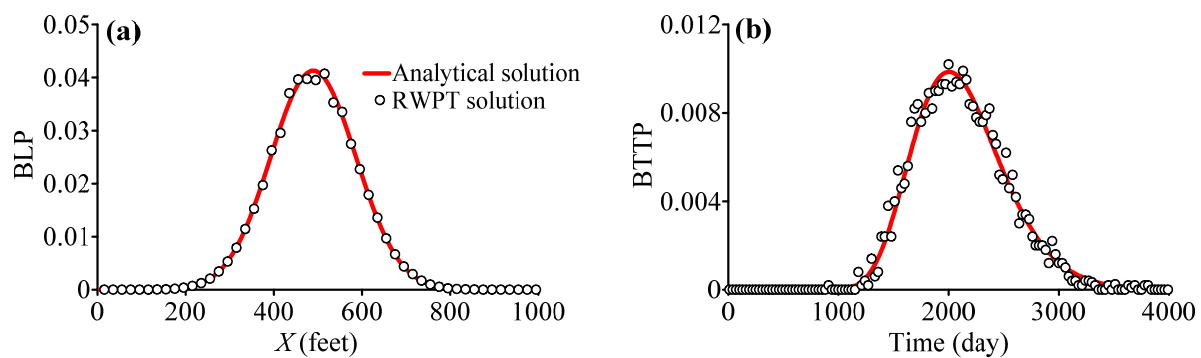 (a)
0.05
0.04
0.03
0.02
0.01
0
BLP
Analytical solution
RWPT solution
0 200 400 600 800 1000
X (feet)
(b)
0.012
0.008
0.004
0
BTTP
0 1000 2000 3000 4000
Time (day)